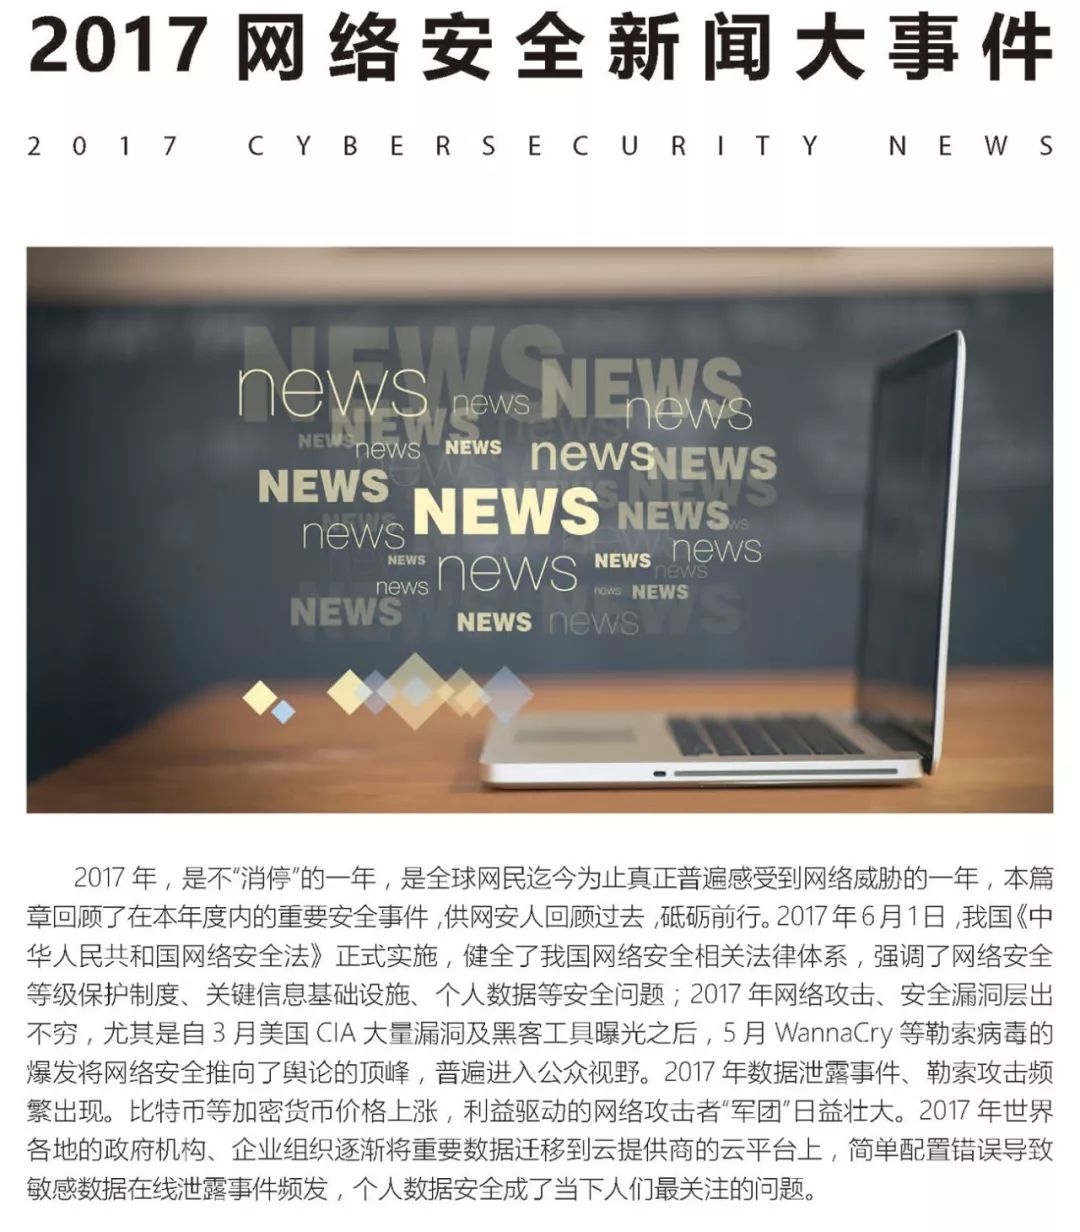 2017网络安全新闻大事件
2017 CYBERSECURITY NEWS
NEWS
news
news
NEWS
news
NEWS
NEWS
news
NEWS
news
NEWS
NEWS
NEWS
NEWS
news
news
NEWS
news
NEWS
news
news
news
NEWS
NEWS
NEWS
news
2017 年，是不“消停”的一年，是全球网民迄今为止真正普遍感受到网络威胁的一年，本篇
章回顾了在本年度内的重要安全事件，供网安人回顾过去，砥砺前行。2017 年 6 月 1 日，我国《中
华人民共和国网络安全法》正式实施，健全了我国网络安全相关法律体系，强调了网络安全
等级保护制度、关键信息基础设施、个人数据等安全问题；2017 年网络攻击、安全漏洞层出
不穷，尤其是自 3 月美国 CIA 大量漏洞及黑客工具曝光之后，5 月 WannaCry 等勒索病毒的
爆发将网络安全推向了舆论的顶峰，普遍进入公众视野。2017 年数据泄露事件、勒索攻击频
繁出现。比特币等加密货币价格上涨，利益驱动的网络攻击者“军团”日益壮大。2017 年世界
各地的政府机构、企业组织逐渐将重要数据迁移到云提供商的云平台上，简单配置错误导致
敏感数据在线泄露事件频发，个人数据安全成了当下人们最关注的问题。